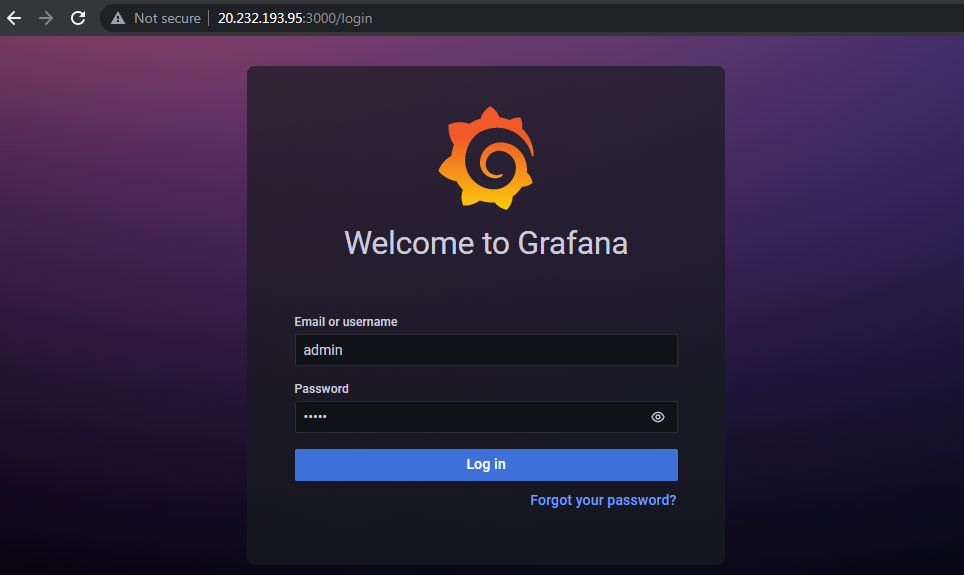 Not secure | 20.232.193.95:3000/login
Welcome to Grafana
Email or username
admin
Password
•••••
Log in
Forgot your password?